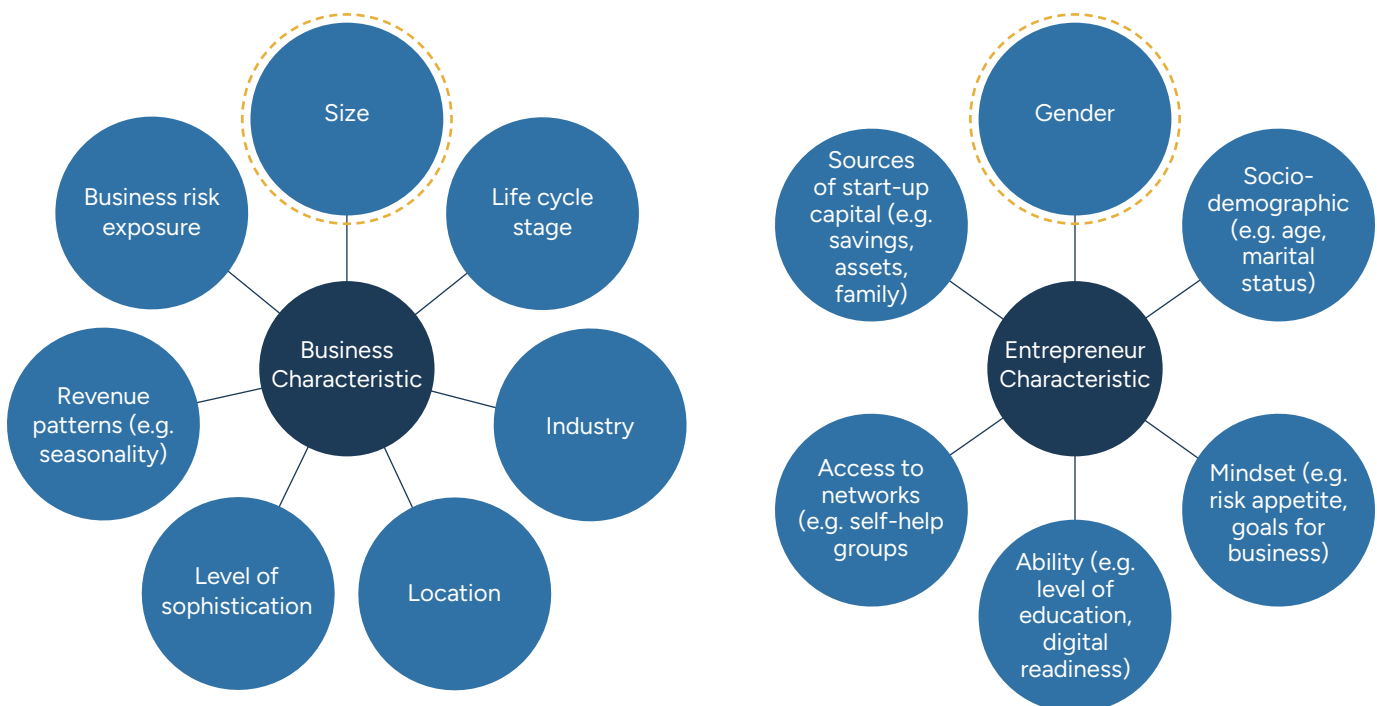 Size
Life cycle
stage
Industry
Location
Level of
sophistication
Revenue
patterns (e.g.
seasonality)
Business risk
exposure
Business
Characteristic
Gender
Socio-
demographic
(e.g. age,
marital
status)
Mindset (e.g.
risk appetite,
goals for
business)
Ability (e.g.
level of
education,
digital
readiness)
Access to
networks
(e.g. self-help
groups
Sources
of start-up
capital (e.g.
savings,
assets,
family)
Entrepreneur
Characteristic